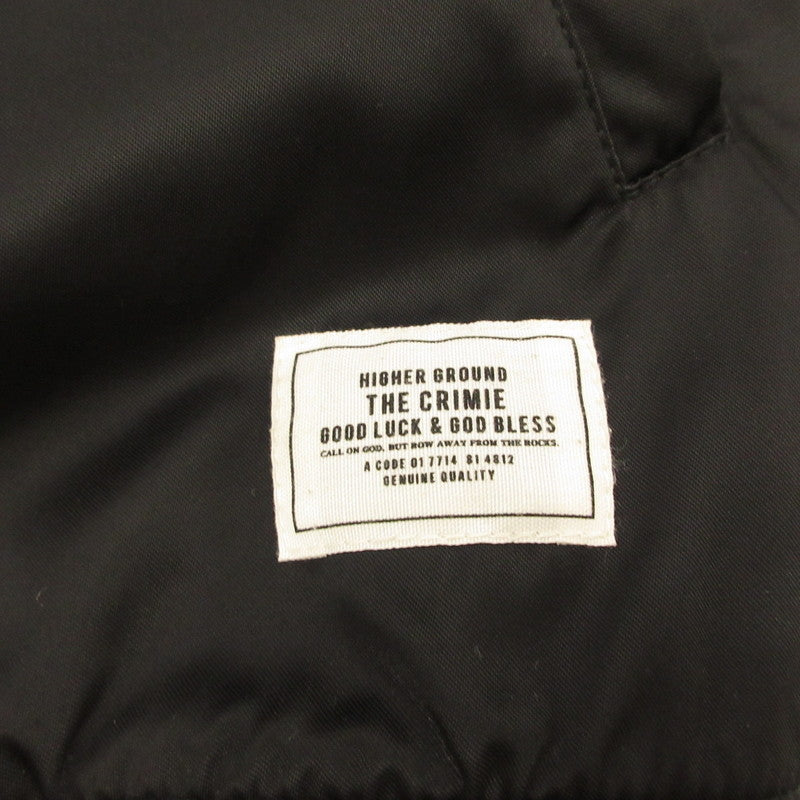 HIGHER GROUND
THE CRIMIE
GOOD LUCK & GOD BLESS
CALL ON GOD, BUT ROW AWAY FROM THE ROCKS.
A CODE 01 7714 81 4812
GENUINE QUALITY